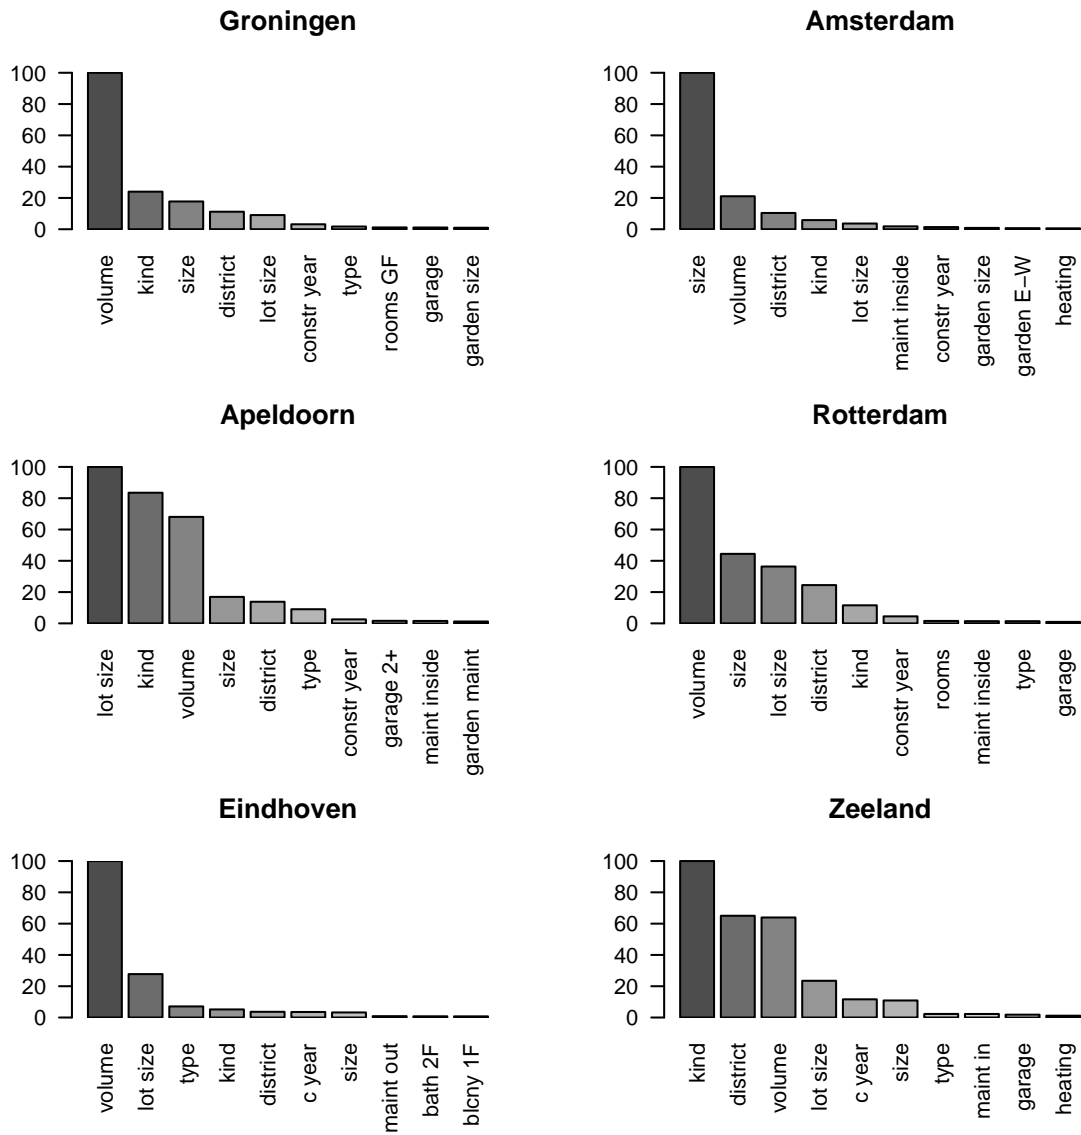 Groningen
100
80
60
40
20
0
volume
kind
size
district
lot size
constr year
type
rooms GF
garage
garden size
Amsterdam
100
80
60
40
20
0
size
volume
district
kind
lot size
maint inside
constr year
garden size
garden E−W
heating
Apeldoorn
100
80
60
40
20
0
lot size
kind
volume
size
district
type
constr year
garage 2+
maint inside
garden maint
Rotterdam
100
80
60
40
20
0
volume
size
lot size
district
kind
constr year
rooms
maint inside
type
garage
Eindhoven
100
80
60
40
20
0
volume
lot size
type
kind
district
c year
size
maint out
bath 2F
blcny 1F
Zeeland
100
80
60
40
20
0
kind
district
volume
lot size
c year
size
type
maint in
garage
heating